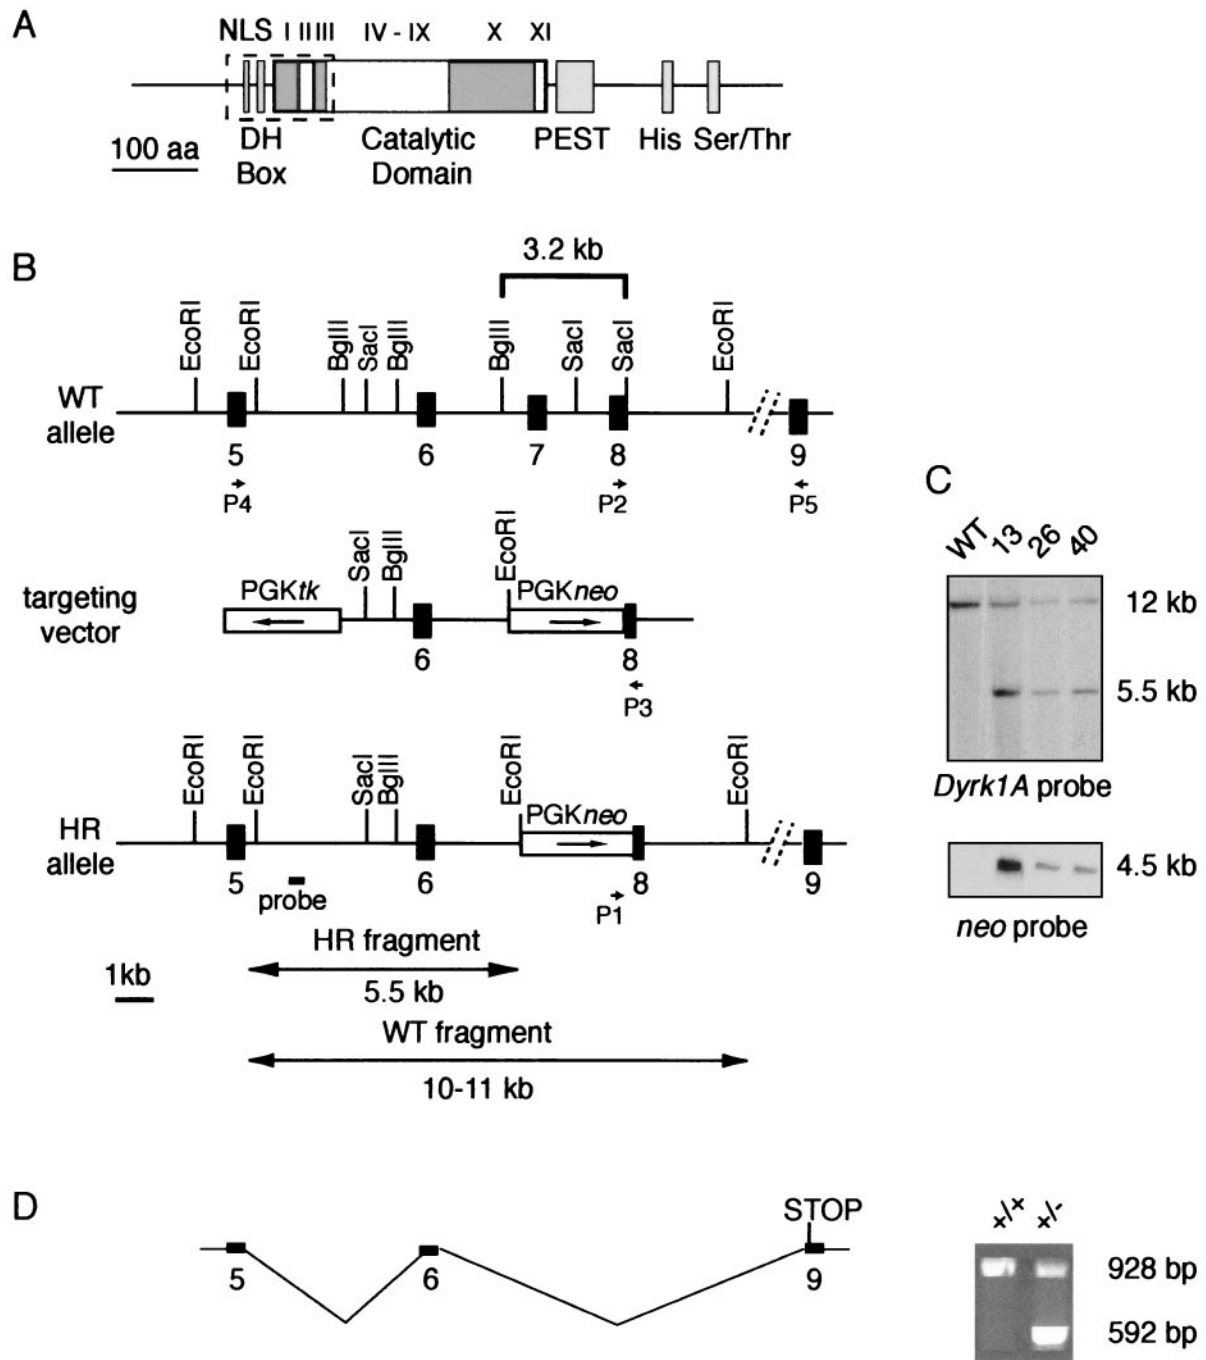 A
NLS I II III IV - IX X XI
DH Box
Catalytic Domain
PEST
His
Ser/Thr
100 aa
B
3.2 kb
EcoRI
EcoRI
BglII
SacI
BglII
BglII
SacI
SacI
EcoRI
WT allele
5
6
7
8
9
P4
P2
P5
targeting vector
PGKtk
SacI
BglII
EcoRI
PGKneo
6
8
P3
HR allele
EcoRI
EcoRI
SacI
BglII
EcoRI
PGKneo
EcoRI
5
probe
6
P1
8
9
HR fragment
5.5 kb
1kb
WT fragment
10-11 kb
C
WT 13 26 40
12 kb
5.5 kb
Dyrk1A probe
4.5 kb
neo probe
D
STOP
5
6
9
+/+ +/-
928 bp
592 bp